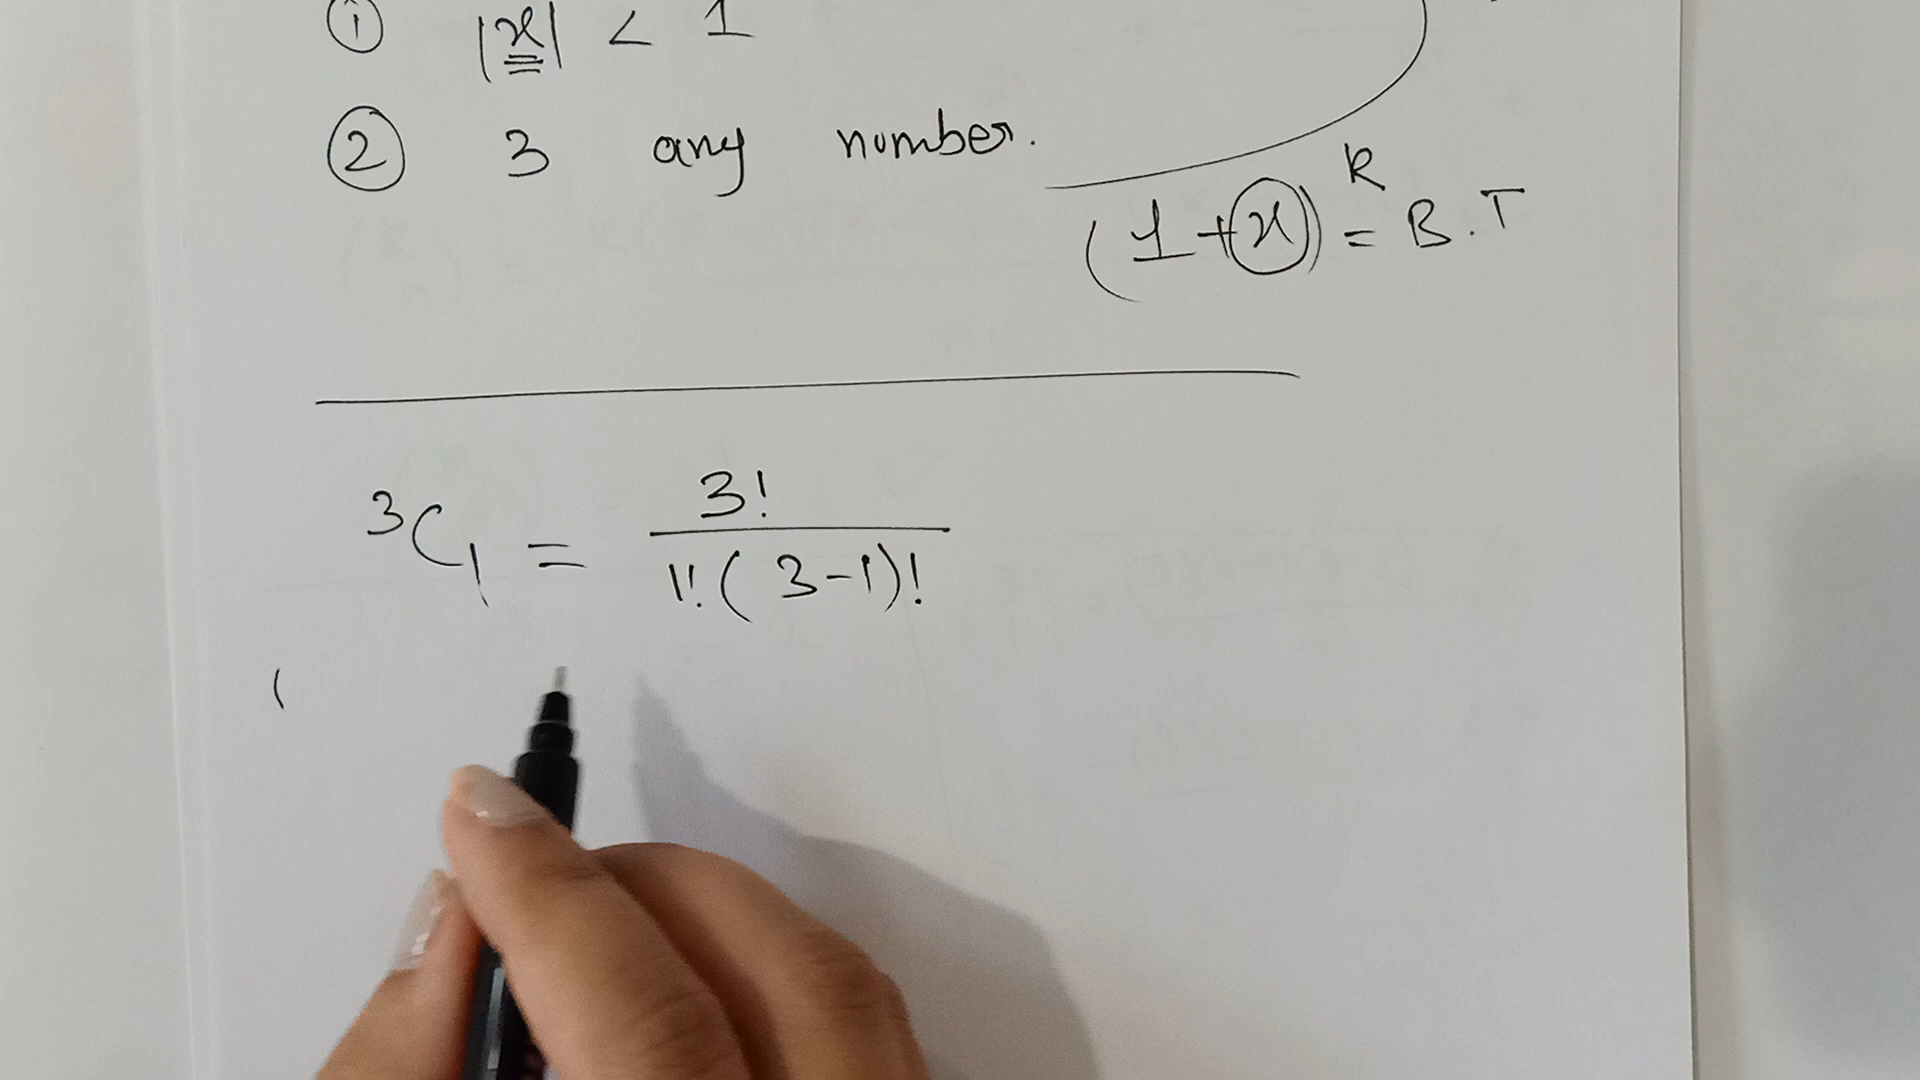 ① |x| < 1
② 3 any number.
(1+x)^k = B.T
³C₁ = 3! / 1!(3-1)!
(